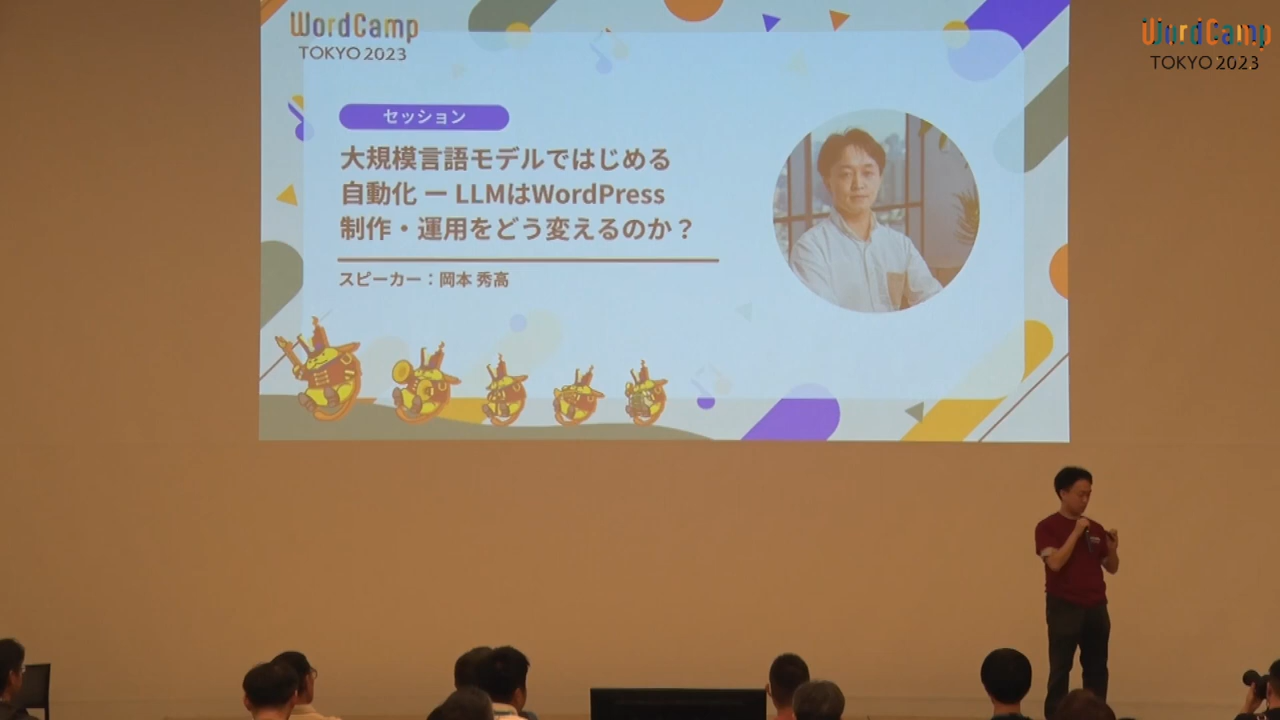 WordCamp
TOKYO 2023
セッション
大規模言語モデルではじめる
自動化 ー LLMはWordPress
制作・運用をどう変えるのか？
スピーカー：岡本 秀高
WordCamp
TOKYO 2023